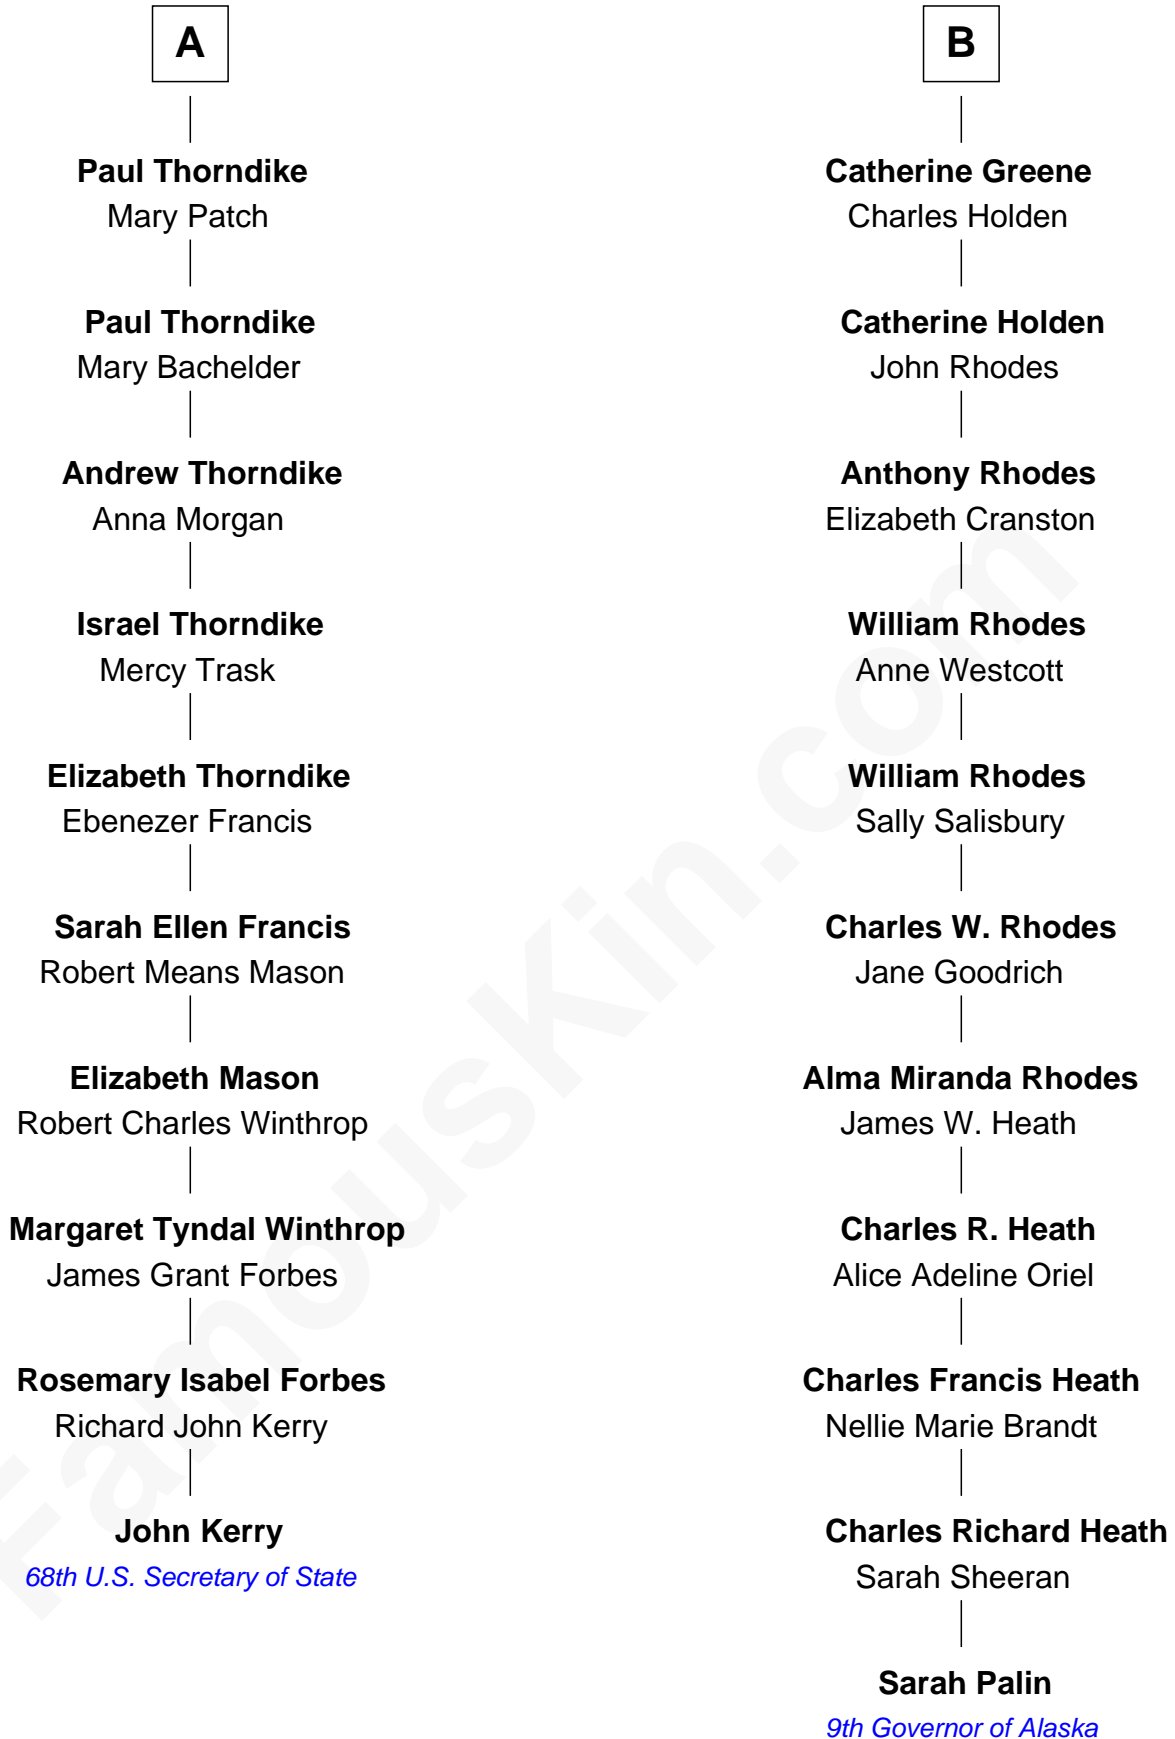 A
Paul Thorndike
Mary Patch
Paul Thorndike
Mary Bachelder
Andrew Thorndike
Anna Morgan
Israel Thorndike
Mercy Trask
Elizabeth Thorndike
Ebenezer Francis
Sarah Ellen Francis
Robert Means Mason
Elizabeth Mason
Robert Charles Winthrop
Margaret Tyndal Winthrop
James Grant Forbes
Rosemary Isabel Forbes
Richard John Kerry
John Kerry
68th U.S. Secretary of State
B
Catherine Greene
Charles Holden
Catherine Holden
John Rhodes
Anthony Rhodes
Elizabeth Cranston
William Rhodes
Anne Westcott
William Rhodes
Sally Salisbury
Charles W. Rhodes
Jane Goodrich
Alma Miranda Rhodes
James W. Heath
Charles R. Heath
Alice Adeline Oriel
Charles Francis Heath
Nellie Marie Brandt
Charles Richard Heath
Sarah Sheeran
Sarah Palin
9th Governor of Alaska
FamousKin.com